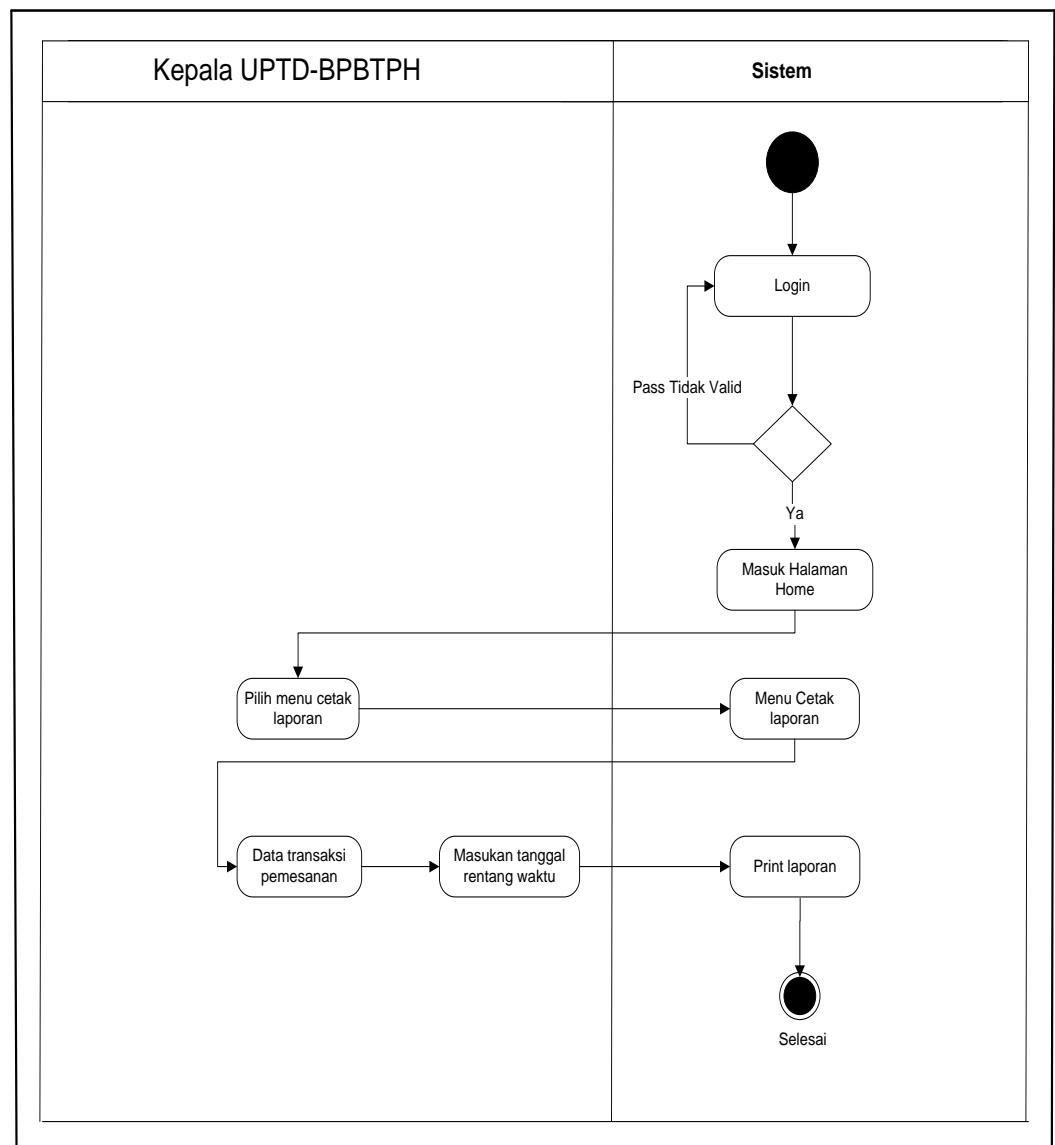 Kepala UPTD-BPBTPH
Sistem
Login
Pass Tidak Valid
Ya
Masuk Halaman
Home
Pilih menu cetak
laporan
Menu Cetak
laporan
Data transaksi
pemesanan
Masukan tanggal
rentang waktu
Print laporan
Selesai